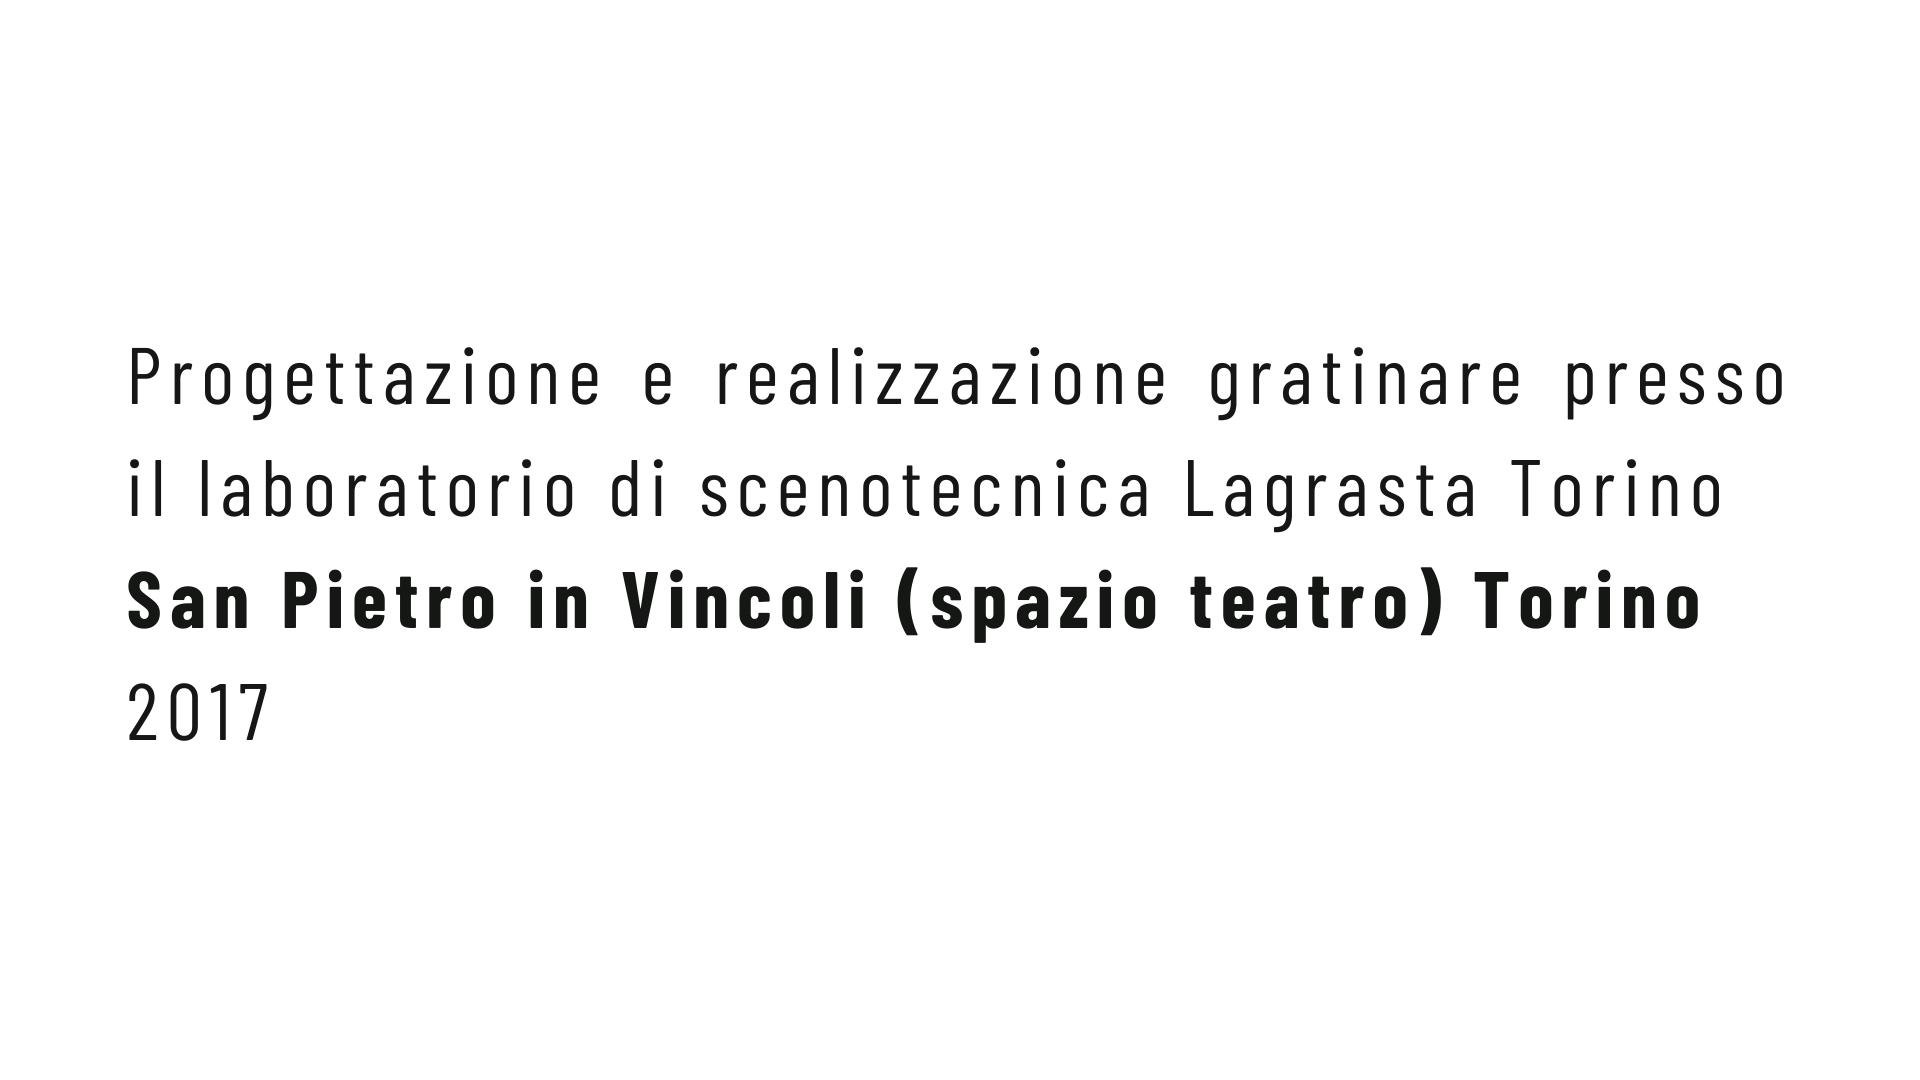 Progettazione e realizzazione gratinare presso
il laboratorio di scenotecnica Lagrasta Torino
San Pietro in Vincoli (spazio teatro) Torino
2017